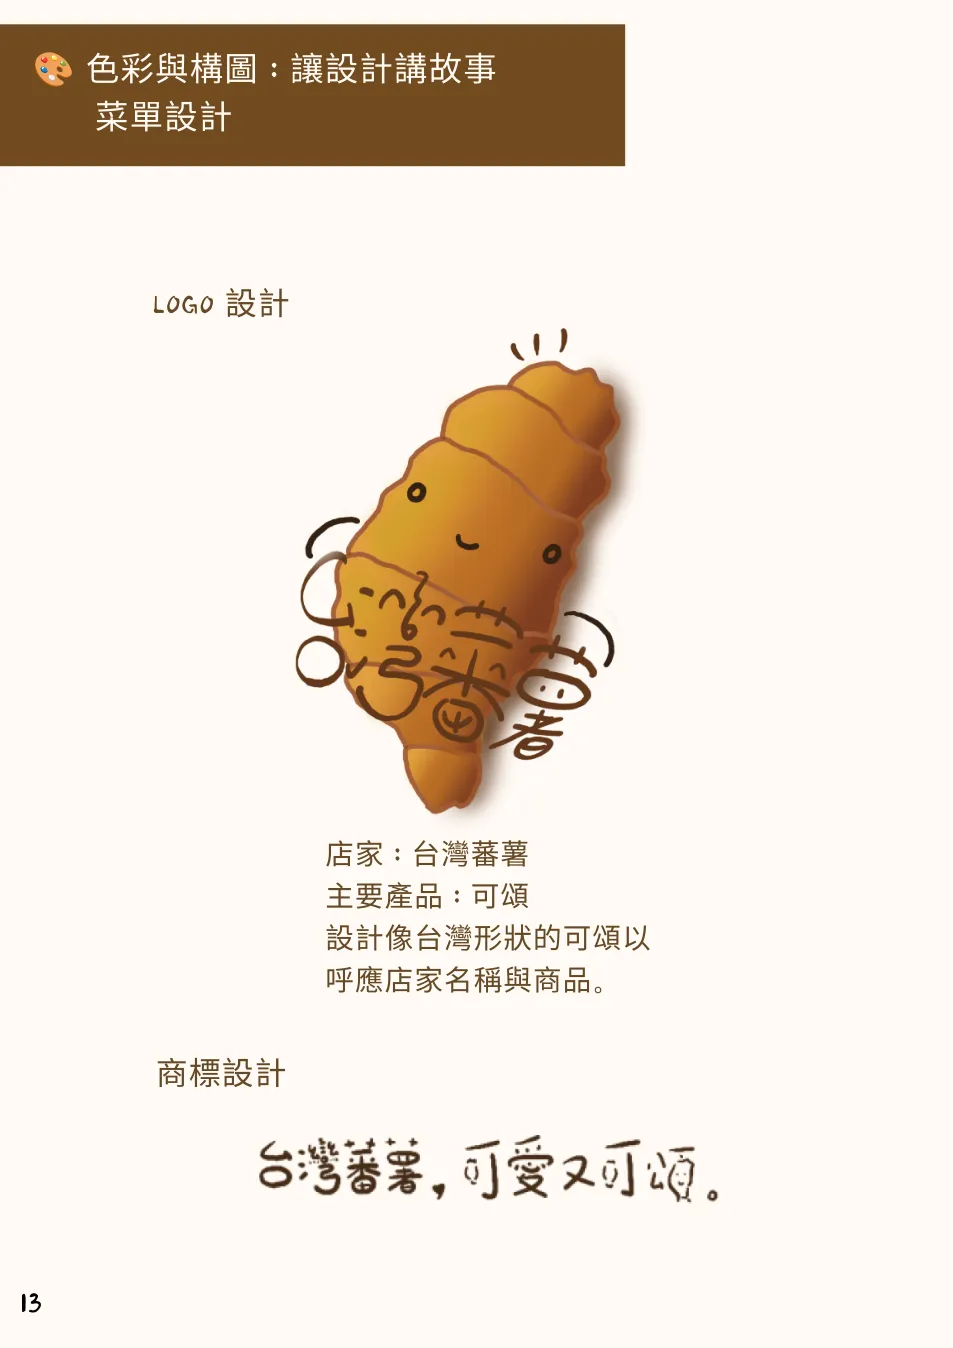 🎨 色彩與構圖：讓設計講故事
菜單設計
LOGO 設計
台灣蕃薯
店家：台灣蕃薯
主要產品：可頌
設計像台灣形狀的可頌以
呼應店家名稱與商品。
商標設計
台灣蕃薯，可愛又可頌。
13